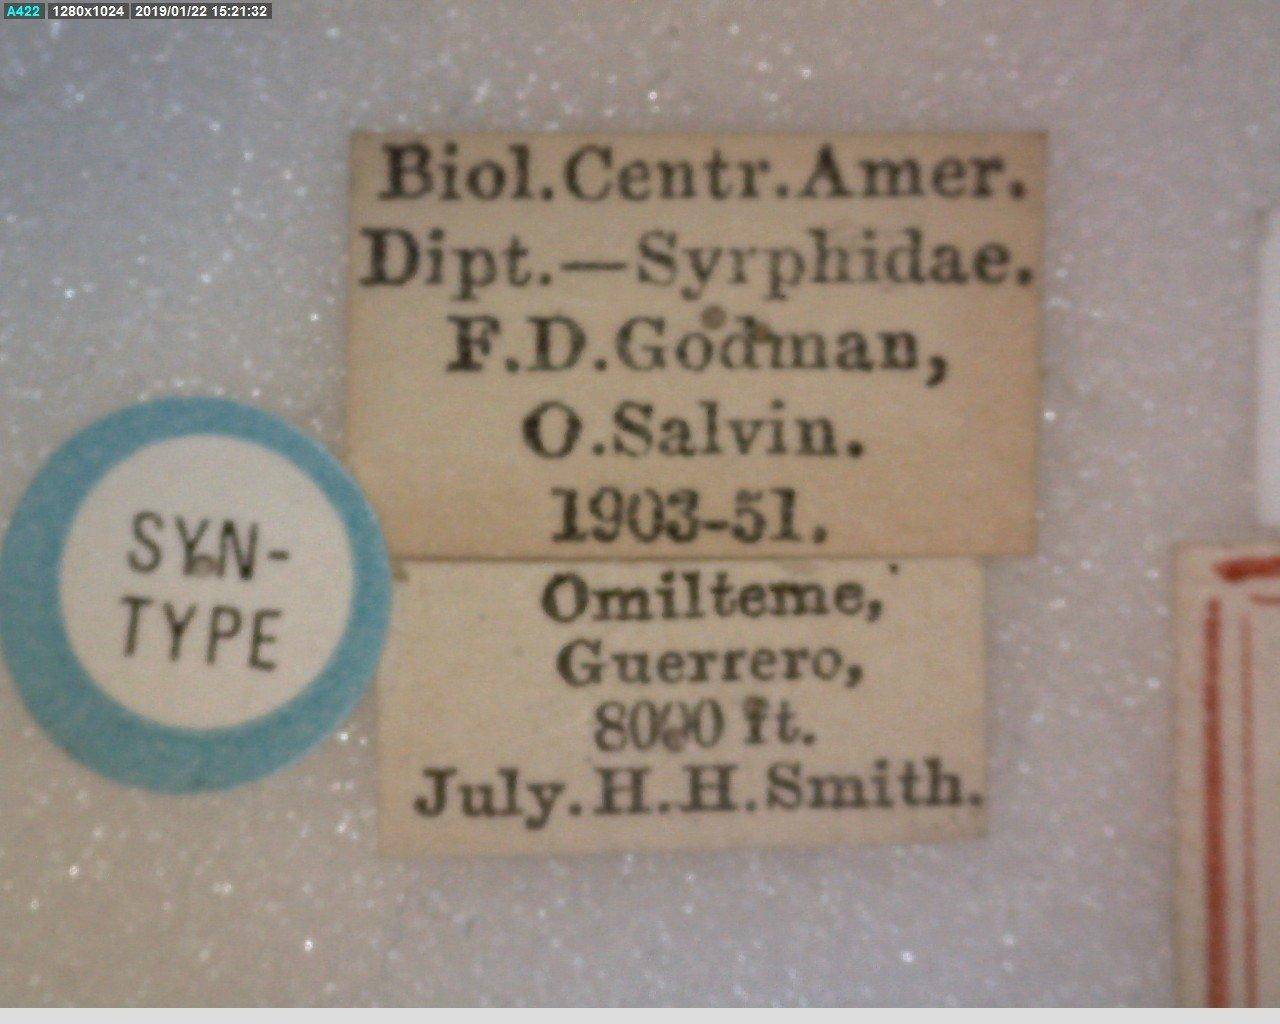 A422 1280x1024 2019/01/22 15:21:32
Biol.Centr.Amer.
Dipt.—Syrphidae.
F.D.Godman,
O.Salvin.
1903-51.
SYN-
TYPE
Omilteme,
Guerrero,
8000 ft.
July.H.H.Smith.